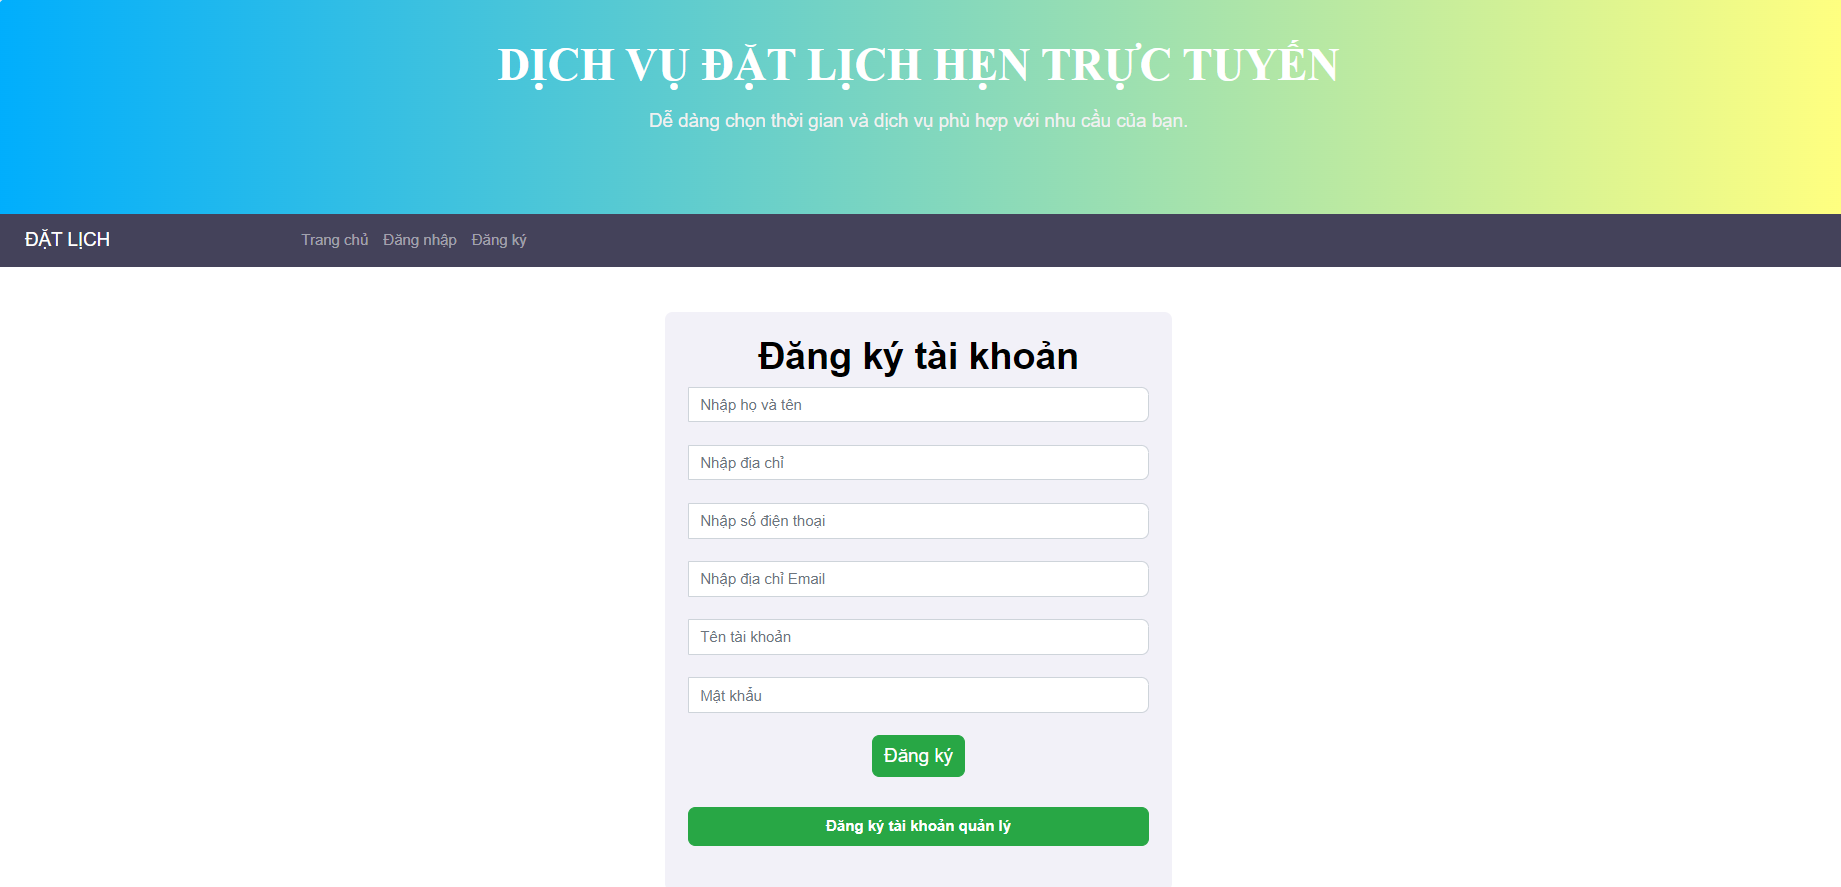 DỊCH VỤ ĐẶT LỊCH HẸN TRỰC TUYẾN
Dễ dàng chọn thời gian và dịch vụ phù hợp với nhu cầu của bạn.
ĐẶT LỊCH Trang chủ Đăng nhập Đăng ký
Đăng ký tài khoản
Nhập họ và tên
Nhập địa chỉ
Nhập số điện thoại
Nhập địa chỉ Email
Tên tài khoản
Mật khẩu
Đăng ký
Đăng ký tài khoản quản lý